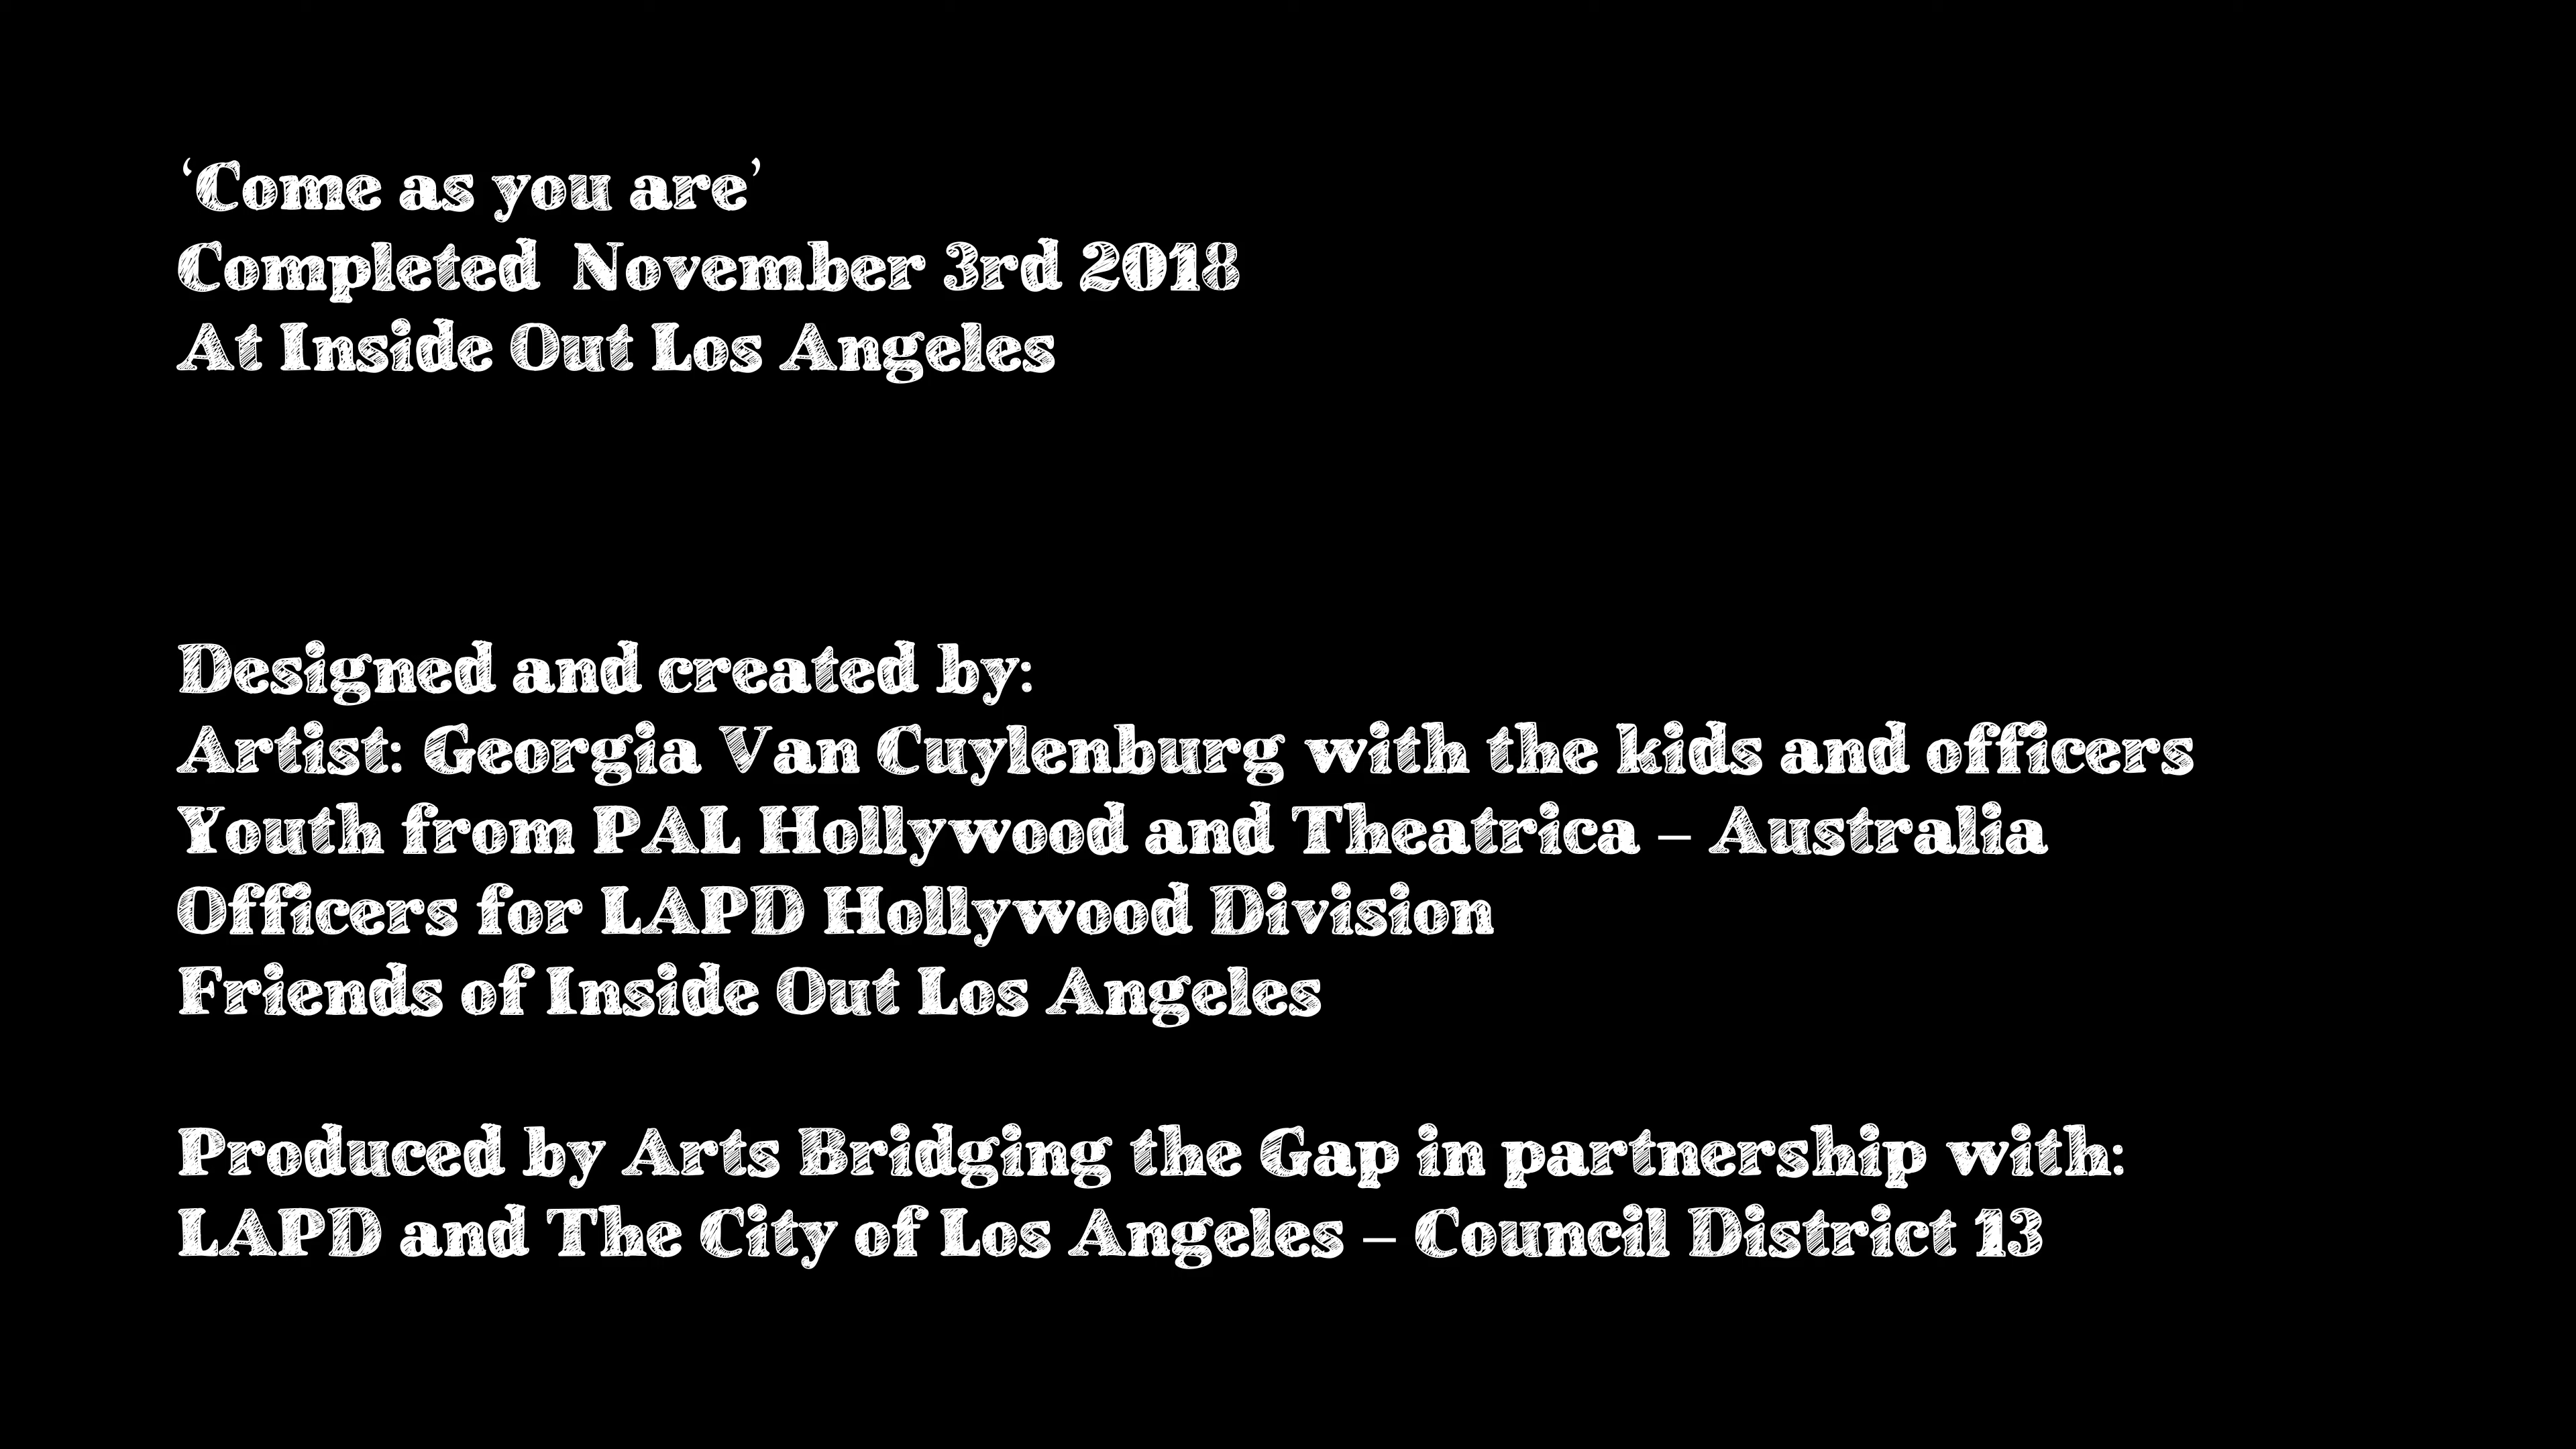 ‘Come as you are’
Completed  November 3rd 2018
At Inside Out Los Angeles
Designed and created by:
Artist: Georgia Van Cuylenburg with the kids and officers
Youth from PAL Hollywood and Theatrica – Australia
Officers for LAPD Hollywood Division
Friends of Inside Out Los Angeles
Produced by Arts Bridging the Gap in partnership with:
LAPD and The City of Los Angeles – Council District 13